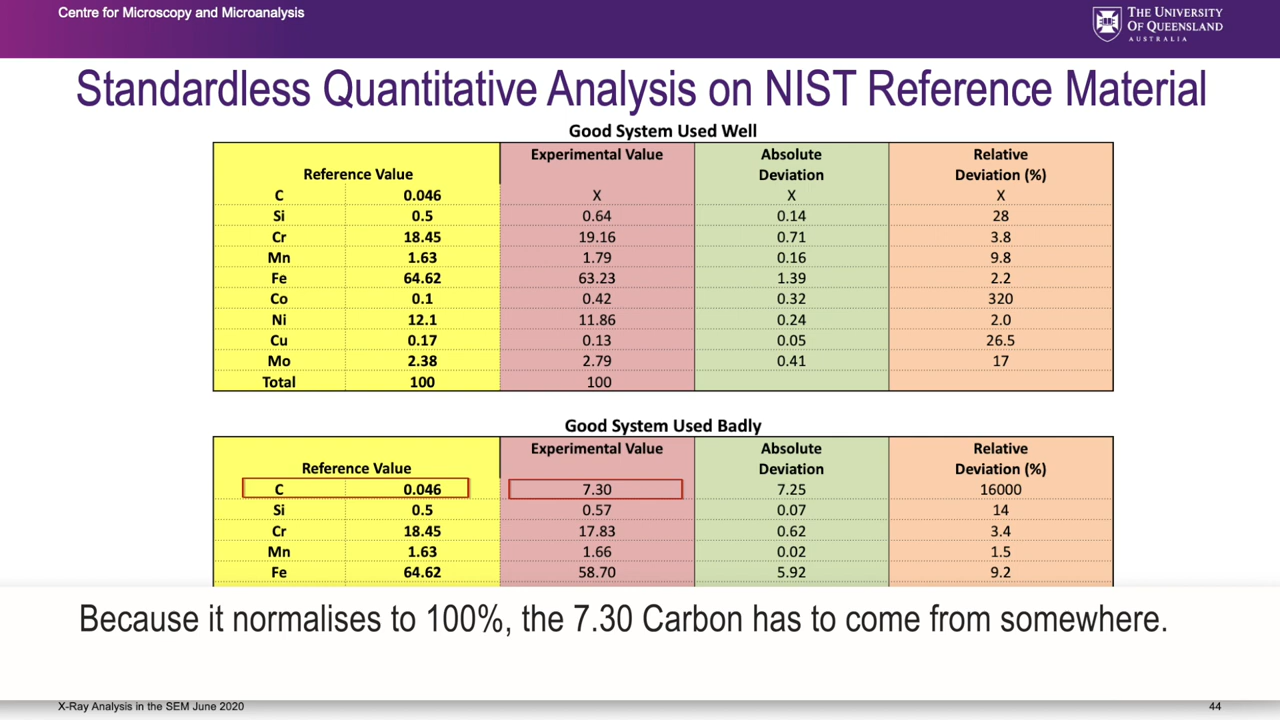 Centre for Microscopy and Microanalysis
THE UNIVERSITY
OF QUEENSLAND
AUSTRALIA
Standardless Quantitative Analysis on NIST Reference Material
Good System Used Well
Reference Value Experimental Value Absolute Deviation Relative Deviation (%)
C 0.046 X X X
Si 0.5 0.64 0.14 28
Cr 18.45 19.16 0.71 3.8
Mn 1.63 1.79 0.16 9.8
Fe 64.62 63.23 1.39 2.2
Co 0.1 0.42 0.32 320
Ni 12.1 11.86 0.24 2.0
Cu 0.17 0.13 0.05 26.5
Mo 2.38 2.79 0.41 17
Total 100 100
Good System Used Badly
Reference Value Experimental Value Absolute Deviation Relative Deviation (%)
C 0.046 7.30 7.25 16000
Si 0.5 0.57 0.07 14
Cr 18.45 17.83 0.62 3.4
Mn 1.63 1.66 0.02 1.5
Fe 64.62 58.70 5.92 9.2
Because it normalises to 100%, the 7.30 Carbon has to come from somewhere.
X-Ray Analysis in the SEM June 2020
44